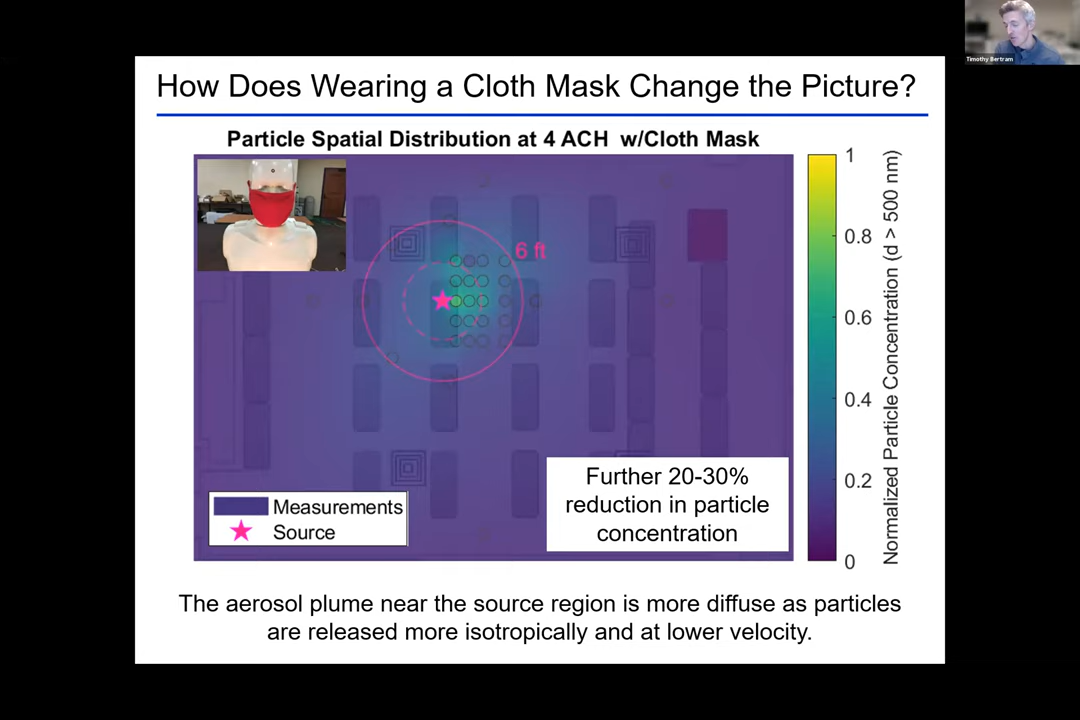 Timothy Bertram
How Does Wearing a Cloth Mask Change the Picture?
Particle Spatial Distribution at 4 ACH w/Cloth Mask
6 ft
Further 20-30%
reduction in particle
concentration
Measurements
Source
1
0.8
0.6
0.4
0.2
0
Normalized Particle Concentration (d > 500 nm)
The aerosol plume near the source region is more diffuse as particles
are released more isotropically and at lower velocity.